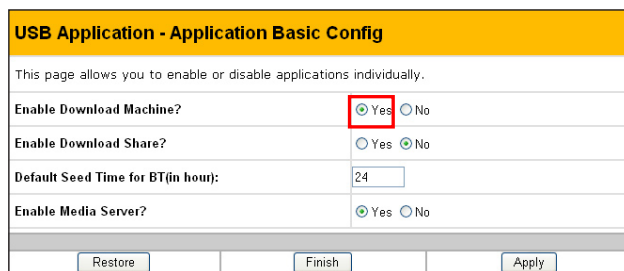 USB Application - Application Basic Config
This page allows you to enable or disable applications individually.
Enable Download Machine? Yes No
Enable Download Share? Yes No
Default Seed Time for BT(in hour): 24
Enable Media Server? Yes No
Restore Finish Apply